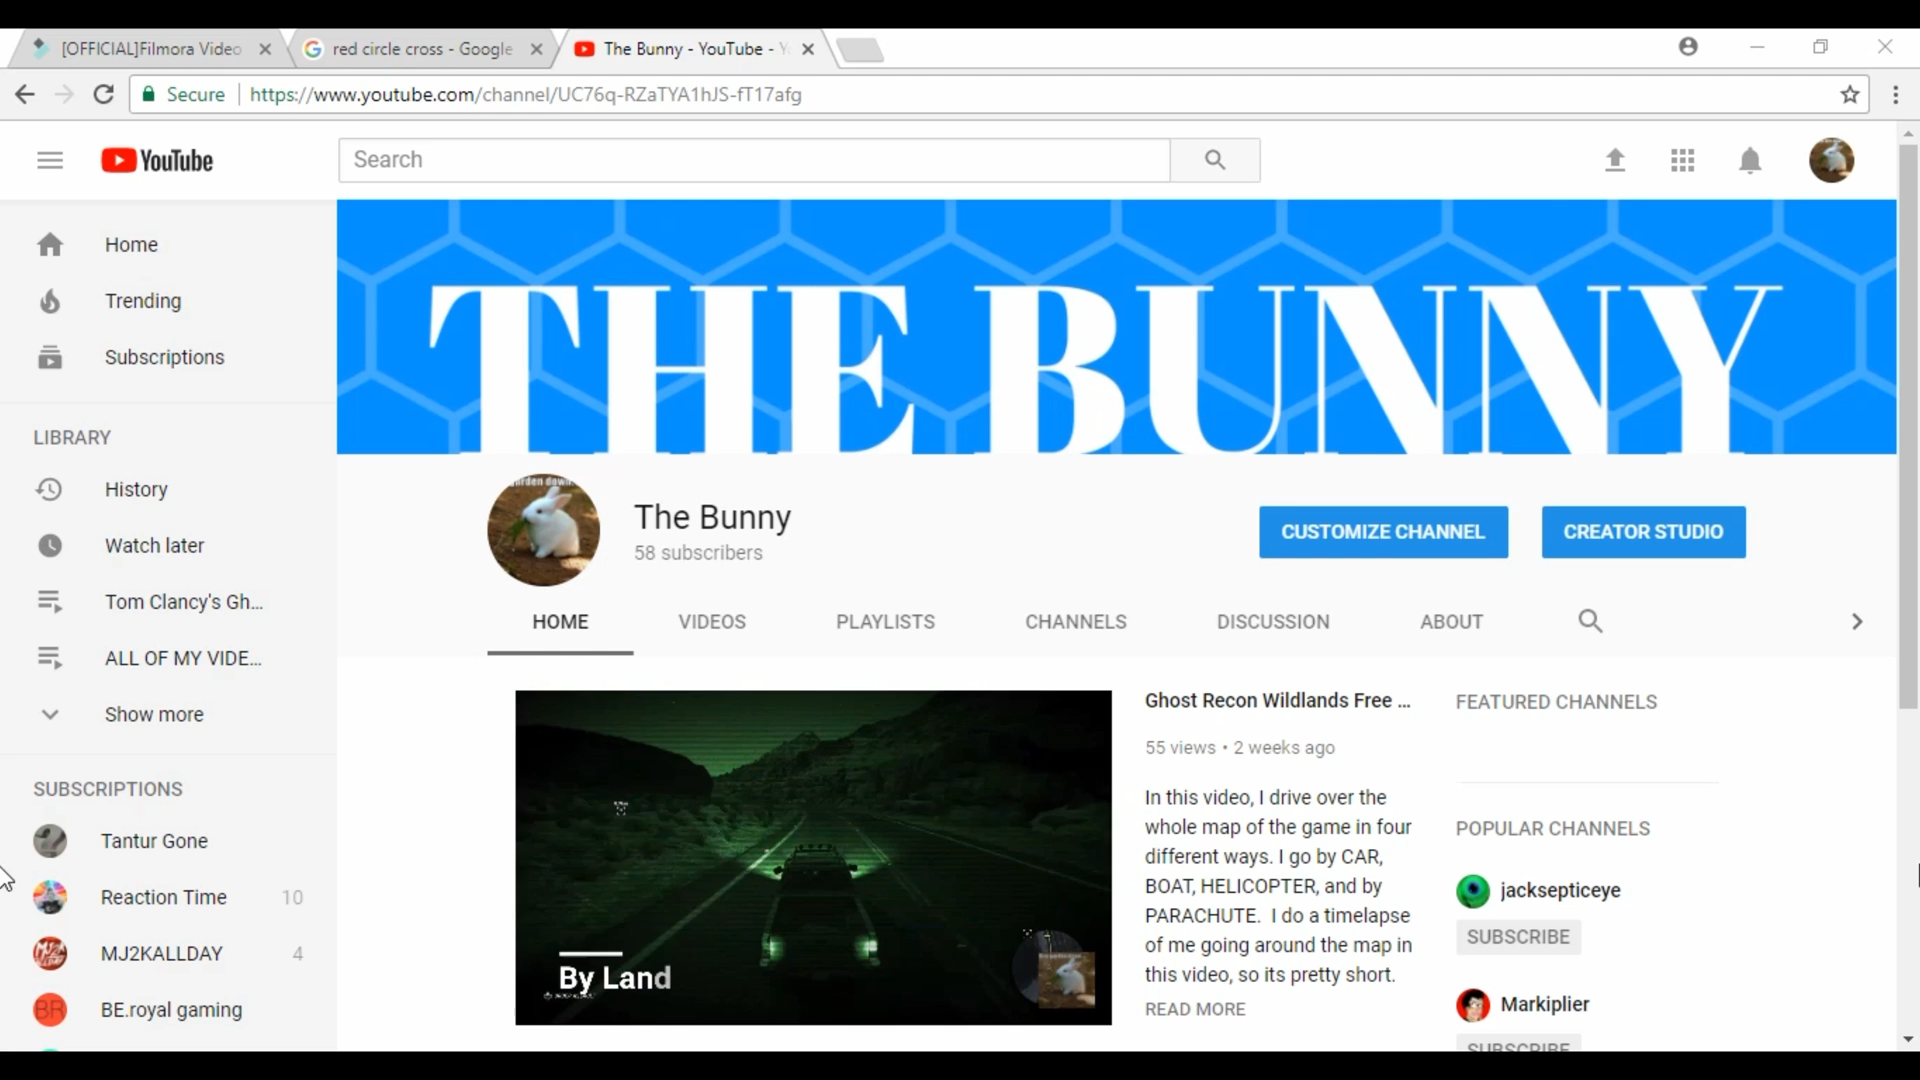 [OFFICIAL]Filmora Video
red circle cross - Google
The Bunny - YouTube - Y
Secure
https://www.youtube.com/channel/UC76q-RZaTYA1hJS-fT17afg
YouTube
Search
Home
Trending
Subscriptions
LIBRARY
History
Watch later
Tom Clancy's Gh...
ALL OF MY VIDE...
Show more
SUBSCRIPTIONS
Tantur Gone
Reaction Time 10
MJ2KALLDAY 4
BR BE.royal gaming
THE BUNNY
The Bunny
58 subscribers
CUSTOMIZE CHANNEL
CREATOR STUDIO
HOME VIDEOS PLAYLISTS CHANNELS DISCUSSION ABOUT
By Land
Ghost Recon Wildlands Free ...
55 views • 2 weeks ago
In this video, I drive over the
whole map of the game in four
different ways. I go by CAR,
BOAT, HELICOPTER, and by
PARACHUTE. I do a timelapse
of me going around the map in
this video, so its pretty short.
READ MORE
FEATURED CHANNELS
POPULAR CHANNELS
jacksepticeye
SUBSCRIBE
Markiplier
SUBSCRIBE